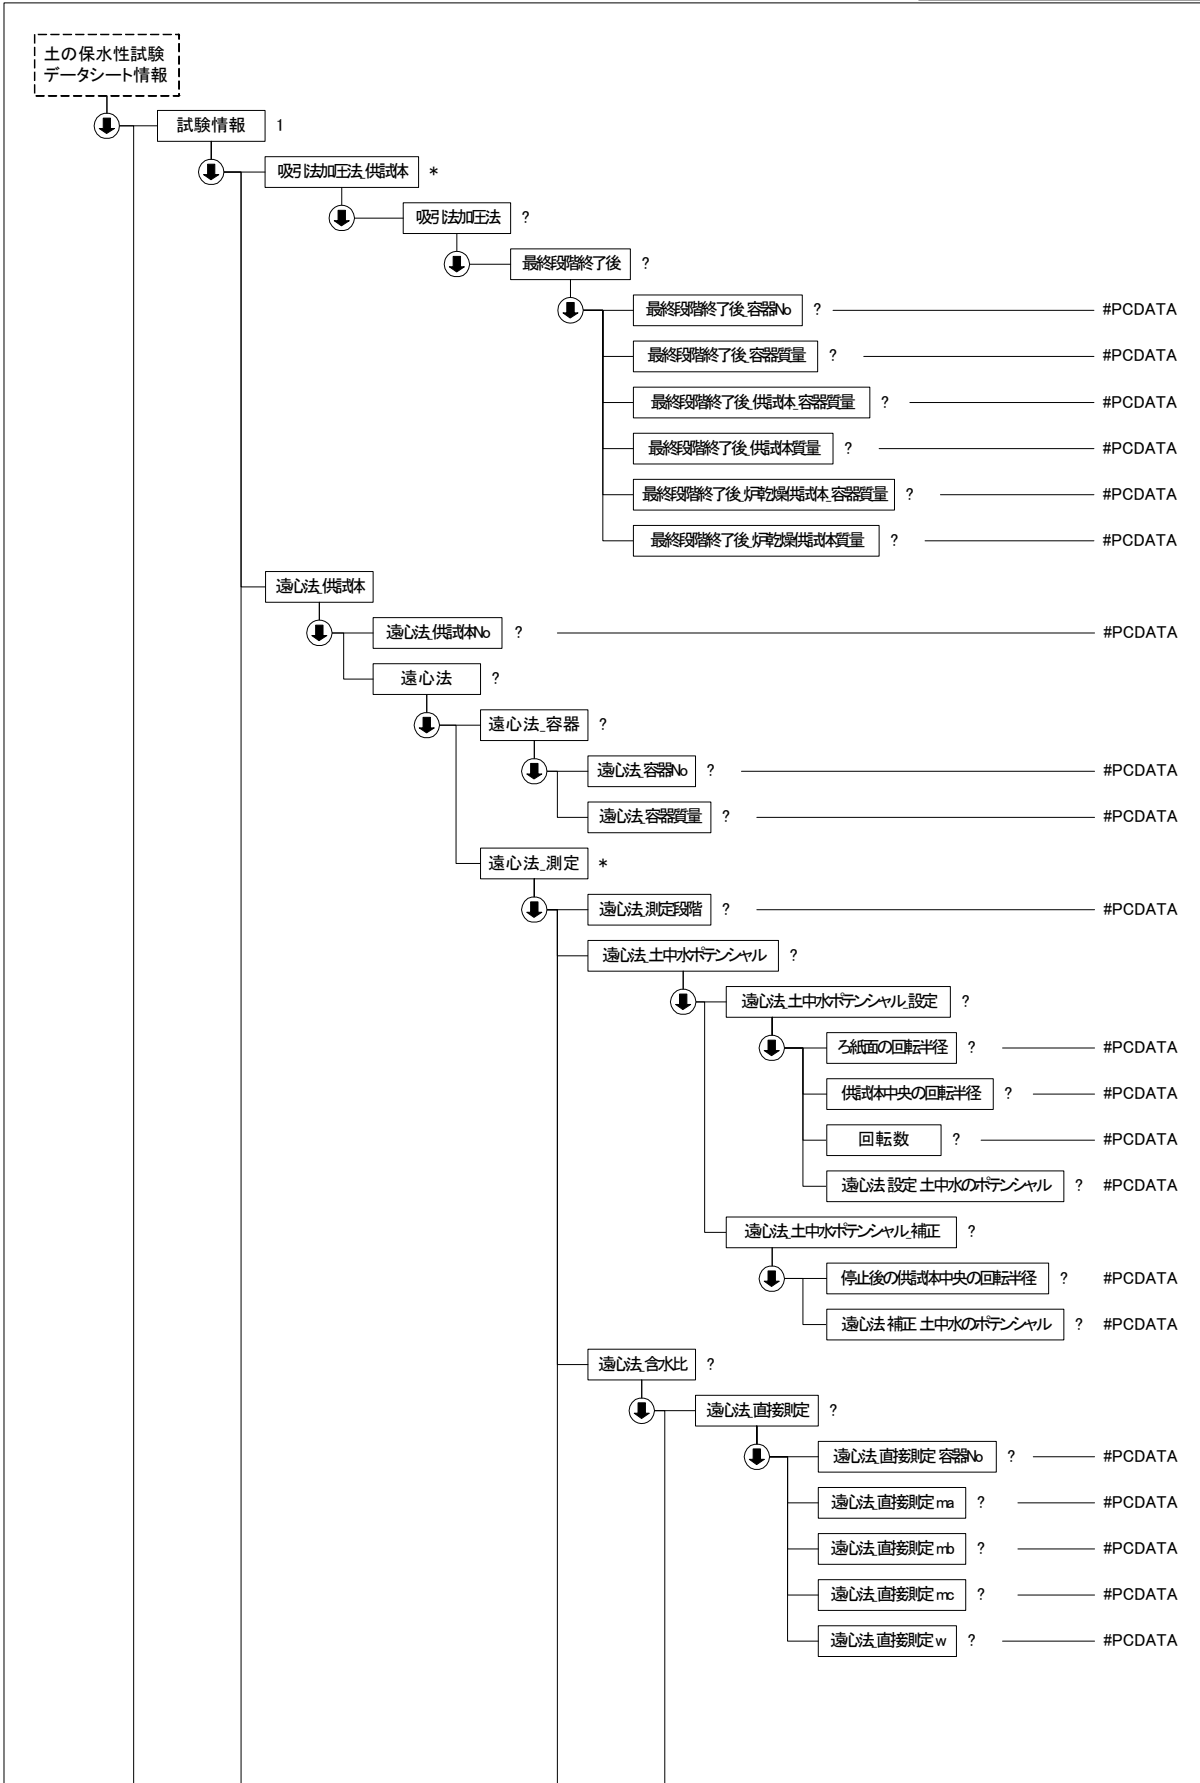 土の保水性試験
データシート情報
試験情報 1
吸引法加圧法_供試体 *
吸引法加圧法 ?
最終段階終了後 ?
最終段階終了後_容器No ? #PCDATA
最終段階終了後_容器質量 ? #PCDATA
最終段階終了後_供試体_容器質量 ? #PCDATA
最終段階終了後_供試体質量 ? #PCDATA
最終段階終了後_炉乾燥供試体_容器質量 ? #PCDATA
最終段階終了後_炉乾燥供試体質量 ? #PCDATA
遠心法_供試体
遠心法_供試体No ? #PCDATA
遠心法 ?
遠心法_容器 ?
遠心法_容器No ? #PCDATA
遠心法_容器質量 ? #PCDATA
遠心法_測定 *
遠心法_測定段階 ? #PCDATA
遠心法_土中水ポテンシャル ?
遠心法_土中水ポテンシャル_設定 ?
ろ紙面の回転半径 ? #PCDATA
供試体中央の回転半径 ? #PCDATA
回転数 ? #PCDATA
遠心法_設定_土中水のポテンシャル ? #PCDATA
遠心法_土中水ポテンシャル_補正 ?
停止後の供試体中央の回転半径 ? #PCDATA
遠心法_補正_土中水のポテンシャル ? #PCDATA
遠心法_含水比 ?
遠心法_直接測定 ?
遠心法_直接測定_容器No ? #PCDATA
遠心法_直接測定_ma ? #PCDATA
遠心法_直接測定_mb ? #PCDATA
遠心法_直接測定_mc ? #PCDATA
遠心法_直接測定_w ? #PCDATA